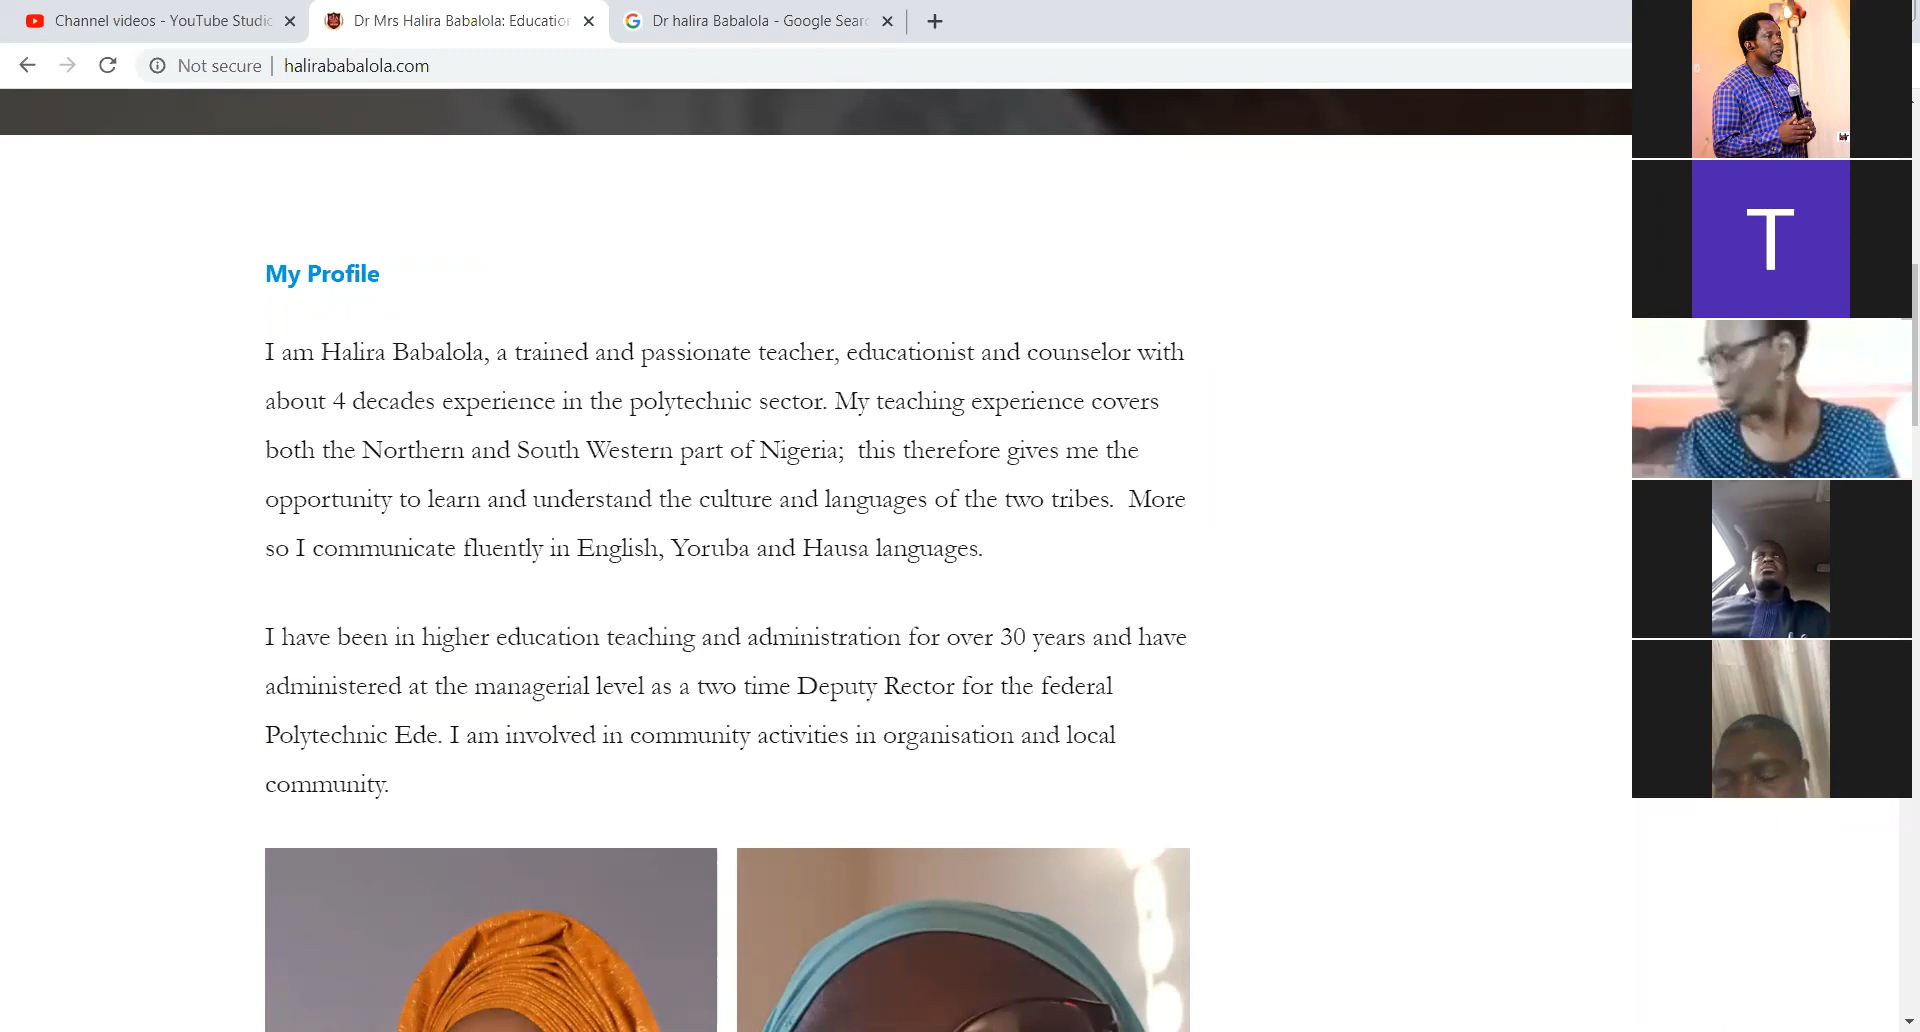 Channel videos - YouTube Studio
Dr Mrs Halira Babalola: Education
Dr halira Babalola - Google Sear
Not secure
halirababalola.com
T
My Profile
I am Halira Babalola, a trained and passionate teacher, educationist and counselor with
about 4 decades experience in the polytechnic sector. My teaching experience covers
both the Northern and South Western part of Nigeria;  this therefore gives me the
opportunity to learn and understand the culture and languages of the two tribes.  More
so I communicate fluently in English, Yoruba and Hausa languages.
I have been in higher education teaching and administration for over 30 years and have
administered at the managerial level as a two time Deputy Rector for the federal
Polytechnic Ede. I am involved in community activities in organisation and local
community.